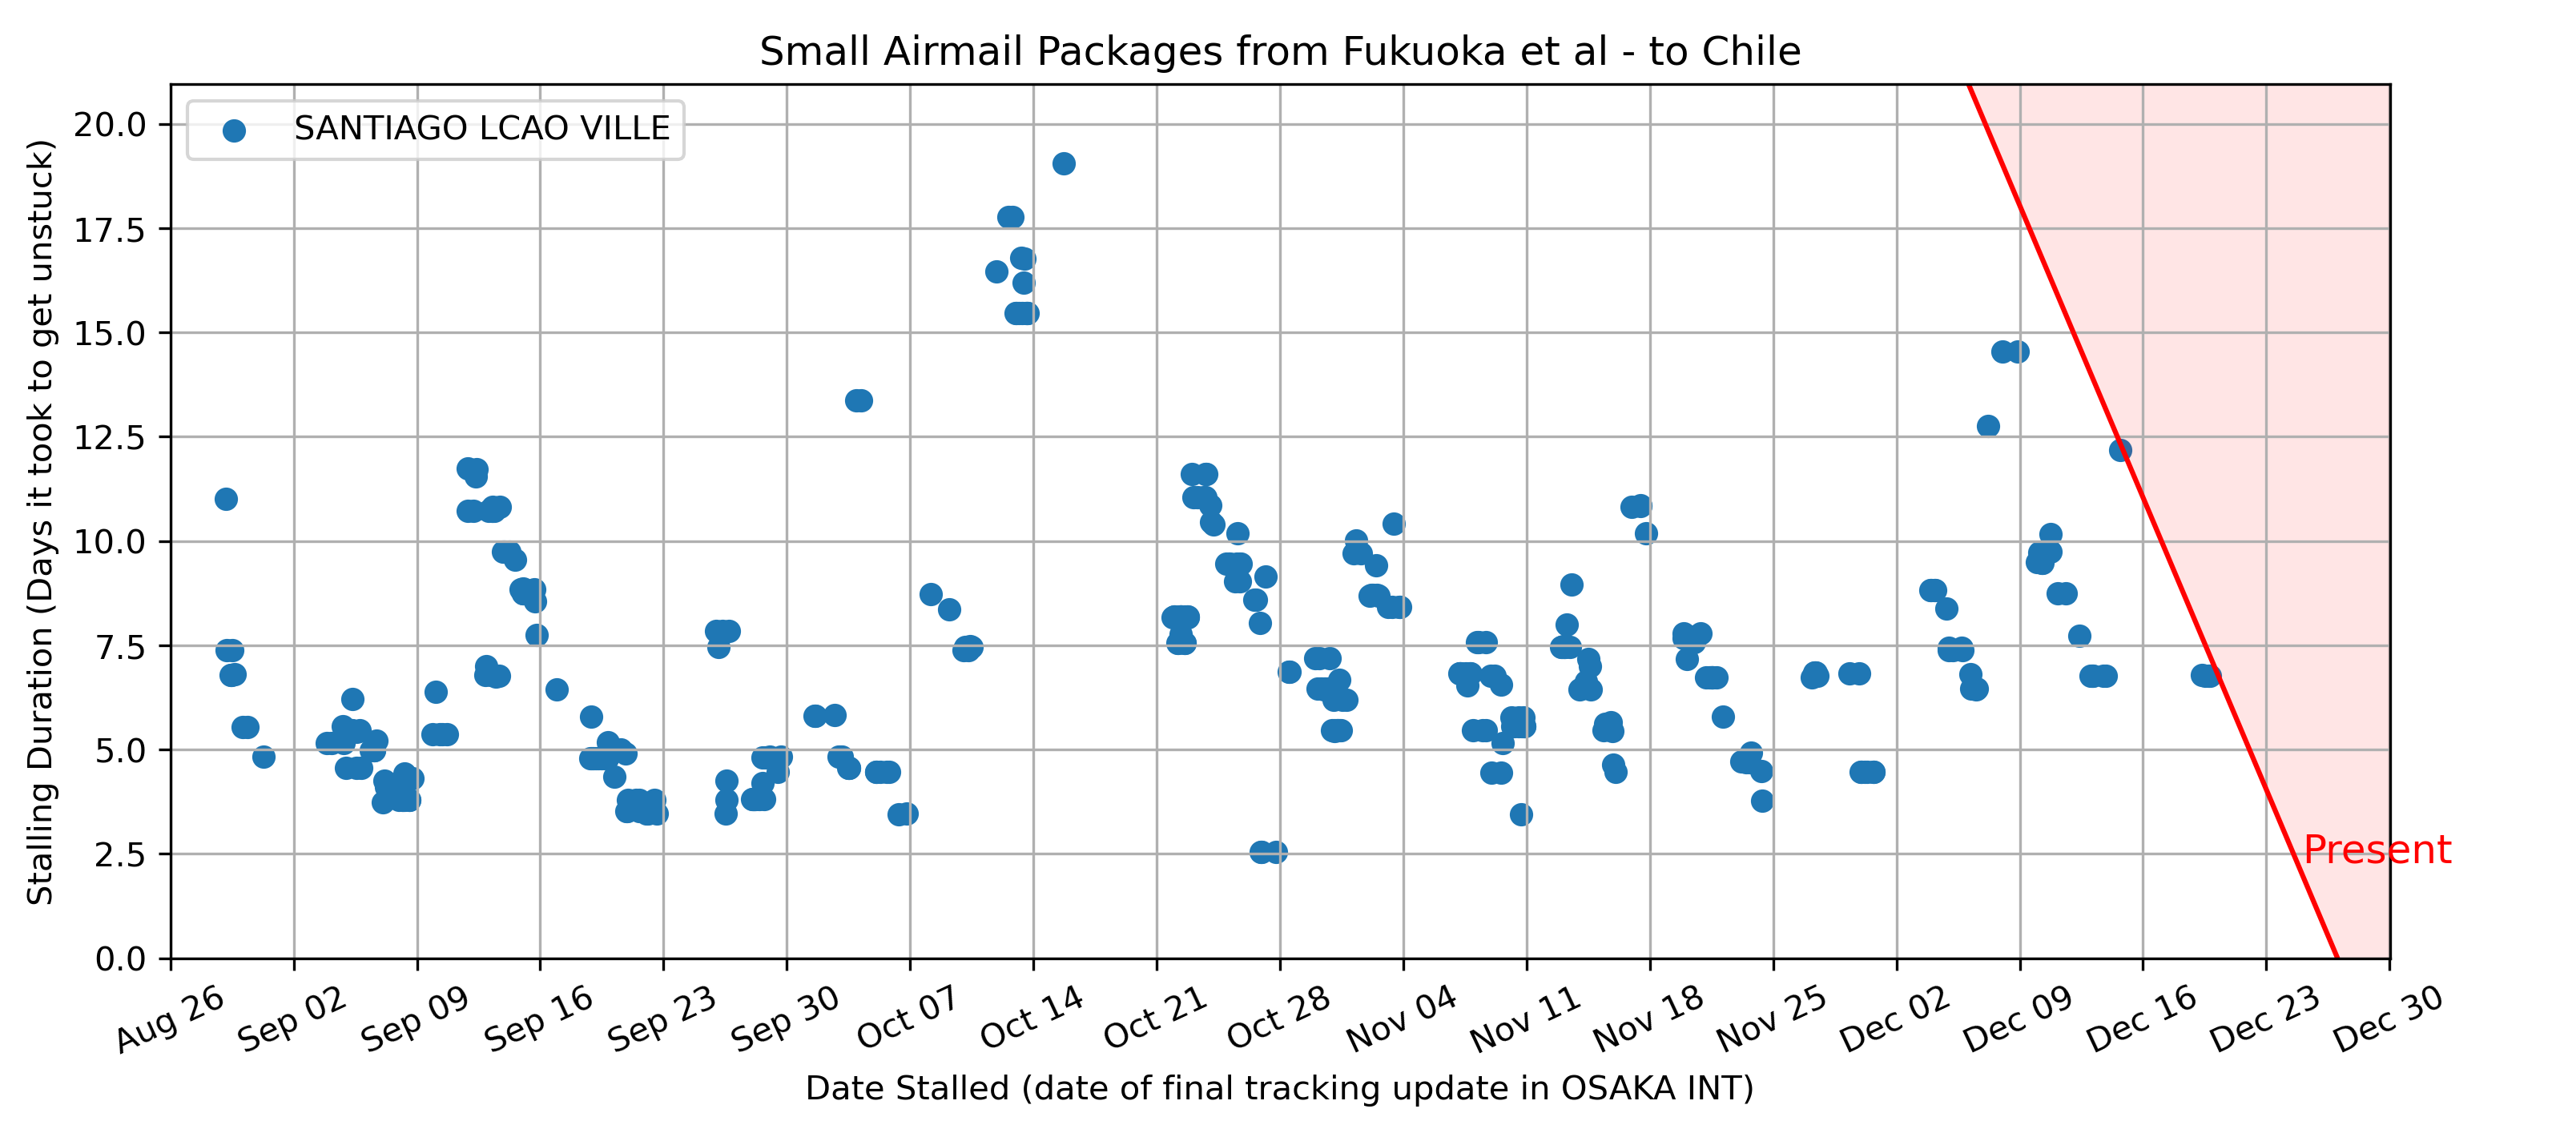 Small Airmail Packages from Fukuoka et al - to Chile
SANTIAGO LCAO VILLE
Stalling Duration (Days it took to get unstuck)
20.0
17.5
15.0
12.5
10.0
7.5
5.0
2.5
0.0
Present
Aug 26
Sep 02
Sep 09
Sep 16
Sep 23
Sep 30
Oct 07
Oct 14
Oct 21
Oct 28
Nov 04
Nov 11
Nov 18
Nov 25
Dec 02
Dec 09
Dec 16
Dec 23
Dec 30
Date Stalled (date of final tracking update in OSAKA INT)